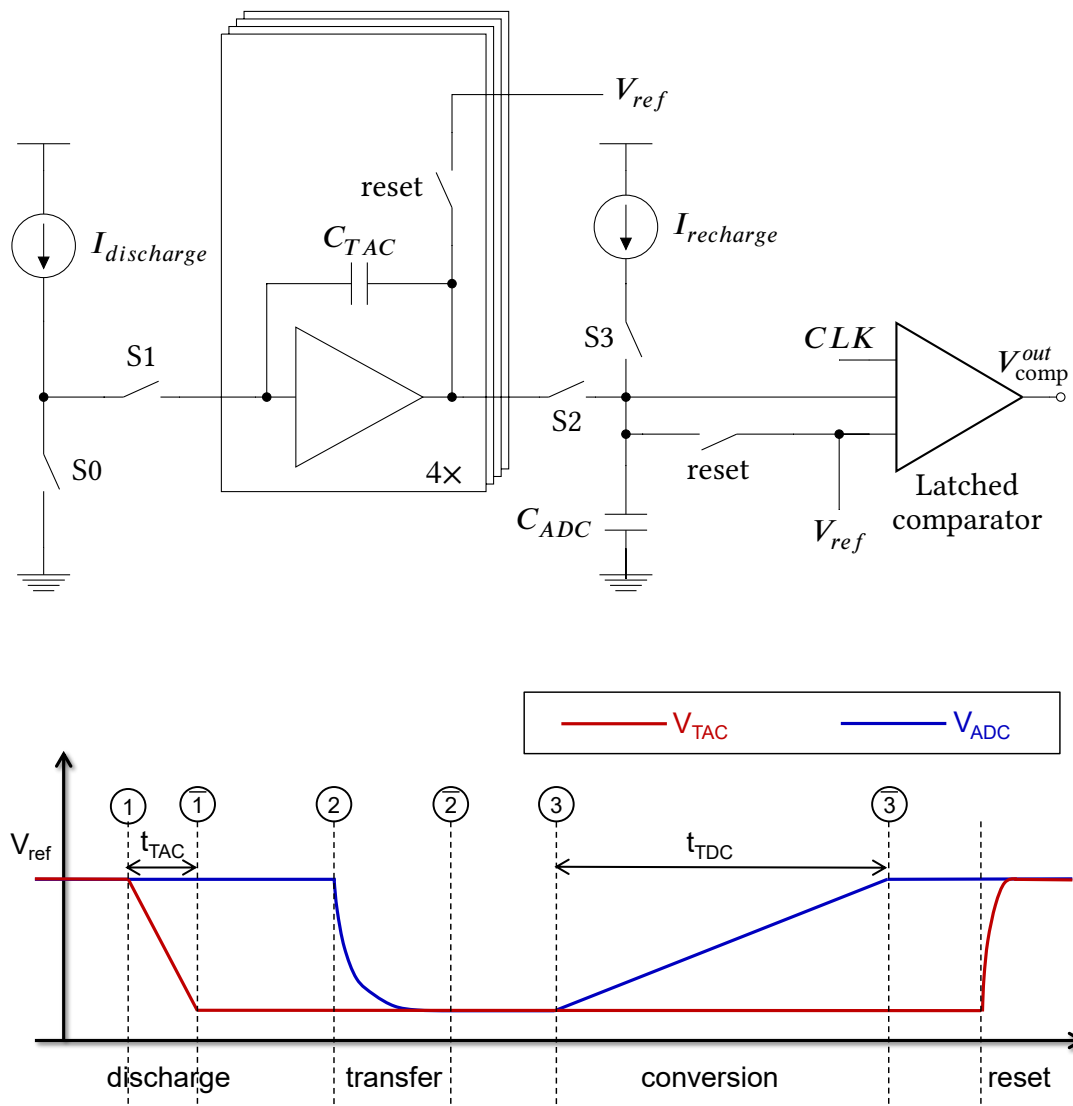 V_ref
reset
I_discharge
C_TAC
I_recharge
S1
S3
CLK
V_comp^out
S2
S0
reset
4×
C_ADC
V_ref
Latched
comparator
V_TAC
V_ADC
1 1̅ 2 2̅ 3 3̅
V_ref
t_TAC
t_TDC
discharge transfer conversion reset